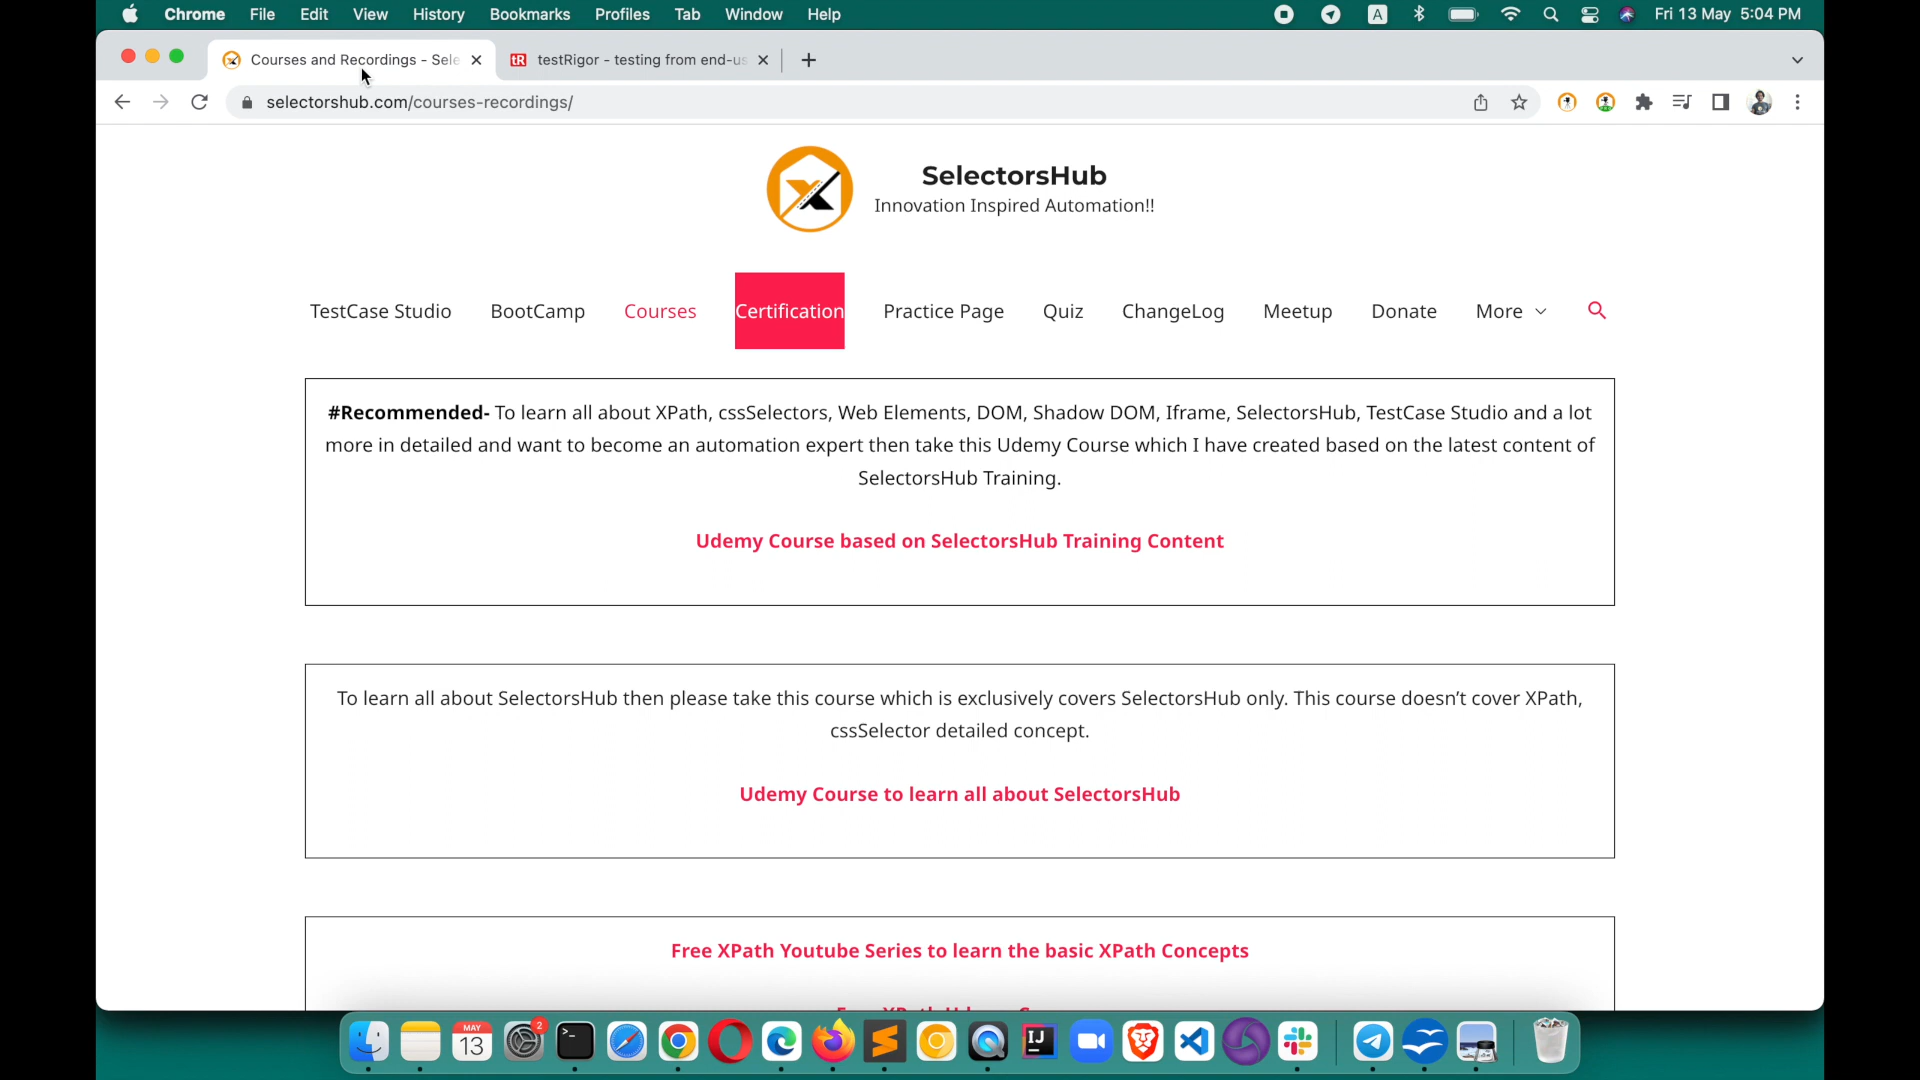 Chrome File Edit View History Bookmarks Profiles Tab Window Help A Fri 13 May 5:04 PM
Courses and Recordings - Sele tR testRigor - testing from end-us
selectorshub.com/courses-recordings/
SelectorsHub
Innovation Inspired Automation!!
TestCase Studio BootCamp Courses Certification Practice Page Quiz ChangeLog Meetup Donate More
#Recommended- To learn all about XPath, cssSelectors, Web Elements, DOM, Shadow DOM, Iframe, SelectorsHub, TestCase Studio and a lot
more in detailed and want to become an automation expert then take this Udemy Course which I have created based on the latest content of
SelectorsHub Training.
Udemy Course based on SelectorsHub Training Content
To learn all about SelectorsHub then please take this course which is exclusively covers SelectorsHub only. This course doesn’t cover XPath,
cssSelector detailed concept.
Udemy Course to learn all about SelectorsHub
Free XPath Youtube Series to learn the basic XPath Concepts
MAY
13
2
IJ